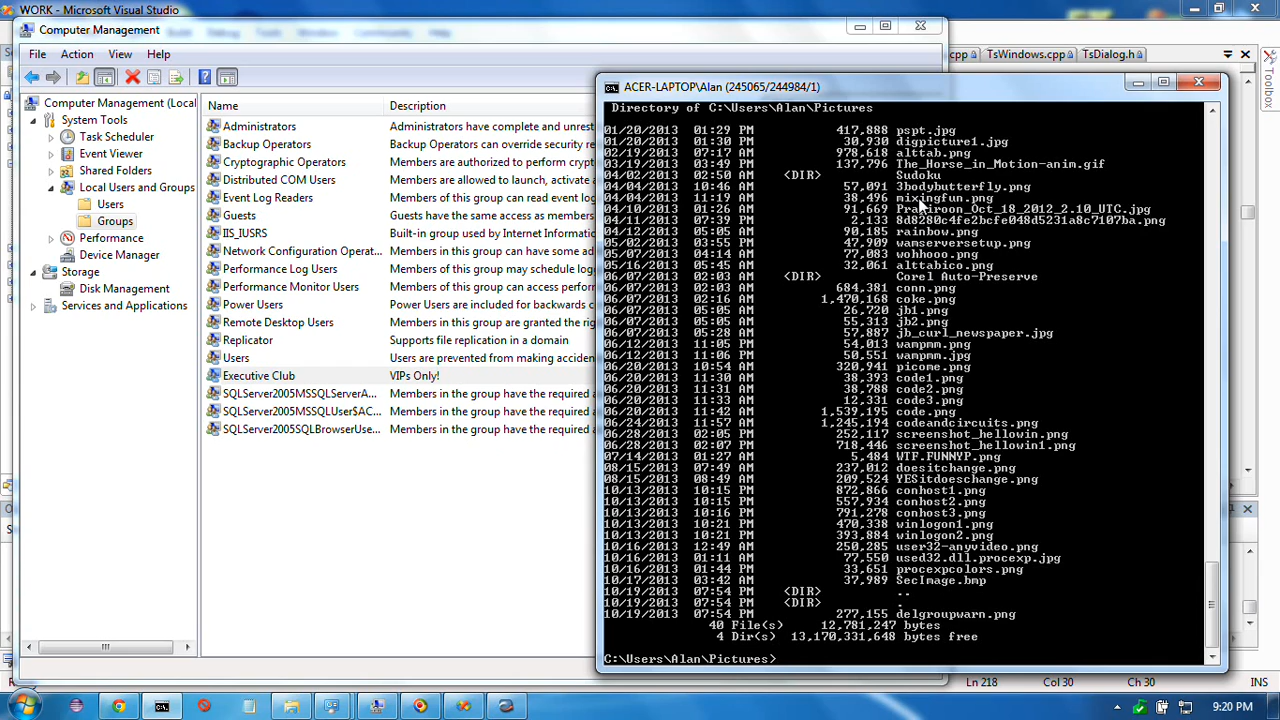 WORK - Microsoft Visual Studio
Computer Management
File Action View Help
Computer Management (Local
System Tools
Task Scheduler
Event Viewer
Shared Folders
Local Users and Groups
Users
Groups
Performance
Device Manager
Storage
Disk Management
Services and Applications
Name Description
Administrators Administrators have complete and unrest
Backup Operators Backup Operators can override security re
Cryptographic Operators Members are authorized to perform crypt
Distributed COM Users Members are allowed to launch, activate a
Event Log Readers Members of this group can read event log
Guests Guests have the same access as members
IIS_IUSRS Built-in group used by Internet Informati
Network Configuration Operat... Members in this group can have some ad
Performance Log Users Members of this group may schedule log
Performance Monitor Users Members of this group can access perfor
Power Users Power Users are included for backwards c
Remote Desktop Users Members in this group are granted the rig
Replicator Supports file replication in a domain
Users Users are prevented from making acciden
Executive Club VIPs Only!
SQLServer2005MSSQLServerA... Members in the group have the required a
SQLServer2005MSSQLUser$AC... Members in the group have the required a
SQLServer2005SQLBrowserUse... Members in the group have the required a
cpp TsWindows.cpp TsDialog.h
Toolbox
ACER-LAPTOP\Alan (245065/244984/1)
Directory of C:\Users\Alan\Pictures
01/20/2013 01:29 PM 417,888 pspt.jpg
01/20/2013 01:30 PM 30,930 digpicture1.jpg
02/19/2013 07:17 AM 978,618 alttab.png
02/19/2013 03:49 PM 137,796 The_Horse_in_Motion-anim.gif
04/02/2013 02:50 AM <DIR> Sudoku
04/04/2013 10:46 AM 57,091 3bodybutterfly.png
04/04/2013 11:19 AM 38,496 mixingfun.png
04/10/2013 01:26 AM 91,669 Prapiroon_Oct_18_2012_2.10_UTC.jpg
04/11/2013 07:39 PM 2,133 8d8280c4fe2bcfe048d5231a8c7107ba.png
04/12/2013 05:05 AM 90,185 rainbow.png
05/02/2013 05:08 AM 47,909 wamserversetup.png
05/07/2013 04:14 AM 77,083 wohhooo.png
05/16/2013 05:45 AM 32,061 alttabico.png
06/07/2013 02:03 AM <DIR> Corel Auto-Preserve
06/07/2013 02:03 AM 684,381 conn.png
06/07/2013 02:16 AM 1,470,168 coke.png
06/07/2013 05:05 AM 26,720 jb1.png
06/07/2013 05:05 AM 55,313 jb2.png
06/07/2013 05:28 AM 57,887 jb_curl_newspaper.jpg
06/12/2013 11:05 PM 54,013 wampmm.png
06/12/2013 11:06 PM 50,551 wampmm.jpg
06/20/2013 10:54 PM 320,941 picome.png
06/20/2013 11:30 AM 38,393 code1.png
06/20/2013 11:31 AM 38,788 code2.png
06/20/2013 11:33 AM 12,331 code3.png
06/20/2013 11:42 AM 1,539,195 code.png
06/24/2013 11:57 AM 1,245,194 codeandcircuits.png
06/28/2013 02:05 PM 252,117 screenshot_hellowin.png
06/28/2013 02:07 PM 718,446 screenshot_hellowin1.png
07/14/2013 01:27 AM 5,484 WTF.FUNNYP.png
08/15/2013 07:49 AM 237,012 doesitchange.png
08/15/2013 08:49 AM 209,524 YESitdoeschange.png
10/13/2013 10:15 PM 872,866 conhost1.png
10/13/2013 10:15 PM 557,934 conhost2.png
10/13/2013 10:16 PM 791,278 conhost3.png
10/13/2013 10:21 PM 470,338 winlogon1.png
10/13/2013 10:21 PM 393,884 winlogon2.png
10/16/2013 12:49 AM 250,285 user32-anyvideo.png
10/16/2013 01:11 AM 77,550 used32.dll.procexp.jpg
10/16/2013 01:44 PM 33,651 procexpcolors.png
10/17/2013 03:42 AM 37,989 SecImage.bmp
10/19/2013 07:54 PM <DIR> ..
10/19/2013 07:54 PM <DIR> .
10/19/2013 07:54 PM 277,155 delgroupwarn.png
40 File(s) 12,781,247 bytes
4 Dir(s) 13,170,331,648 bytes free
C:\Users\Alan\Pictures>
Ln 218 Col 30 Ch 30 INS
9:20 PM